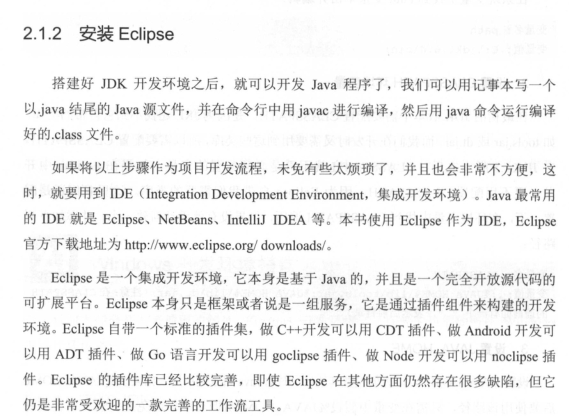 2.1.2 安装 Eclipse
搭建好 JDK 开发环境之后，就可以开发 Java 程序了，我们可以用记事本写一个
以.java 结尾的 Java 源文件，并在命令行中用 javac 进行编译，然后用 java 命令运行编译
好的.class 文件。
如果将以上步骤作为项目开发流程，未免有些太烦琐了，并且也会非常不方便，这
时，就要用到 IDE（Integration Development Environment，集成开发环境）。Java 最常用
的 IDE 就是 Eclipse、NetBeans、IntelliJ IDEA 等。本书使用 Eclipse 作为 IDE，Eclipse
官方下载地址为 http://www.eclipse.org/ downloads/。
Eclipse 是一个集成开发环境，它本身是基于 Java 的，并且是一个完全开放源代码的
可扩展平台。Eclipse 本身只是框架或者说是一组服务，它是通过插件组件来构建的开发
环境。Eclipse 自带一个标准的插件集，做 C++开发可以用 CDT 插件、做 Android 开发可
以用 ADT 插件、做 Go 语言开发可以用 goclipse 插件、做 Node 开发可以用 noclipse 插
件。Eclipse 的插件库已经比较完善，即使 Eclipse 在其他方面仍然存在很多缺陷，但它
仍是非常受欢迎的一款完善的工作流工具。